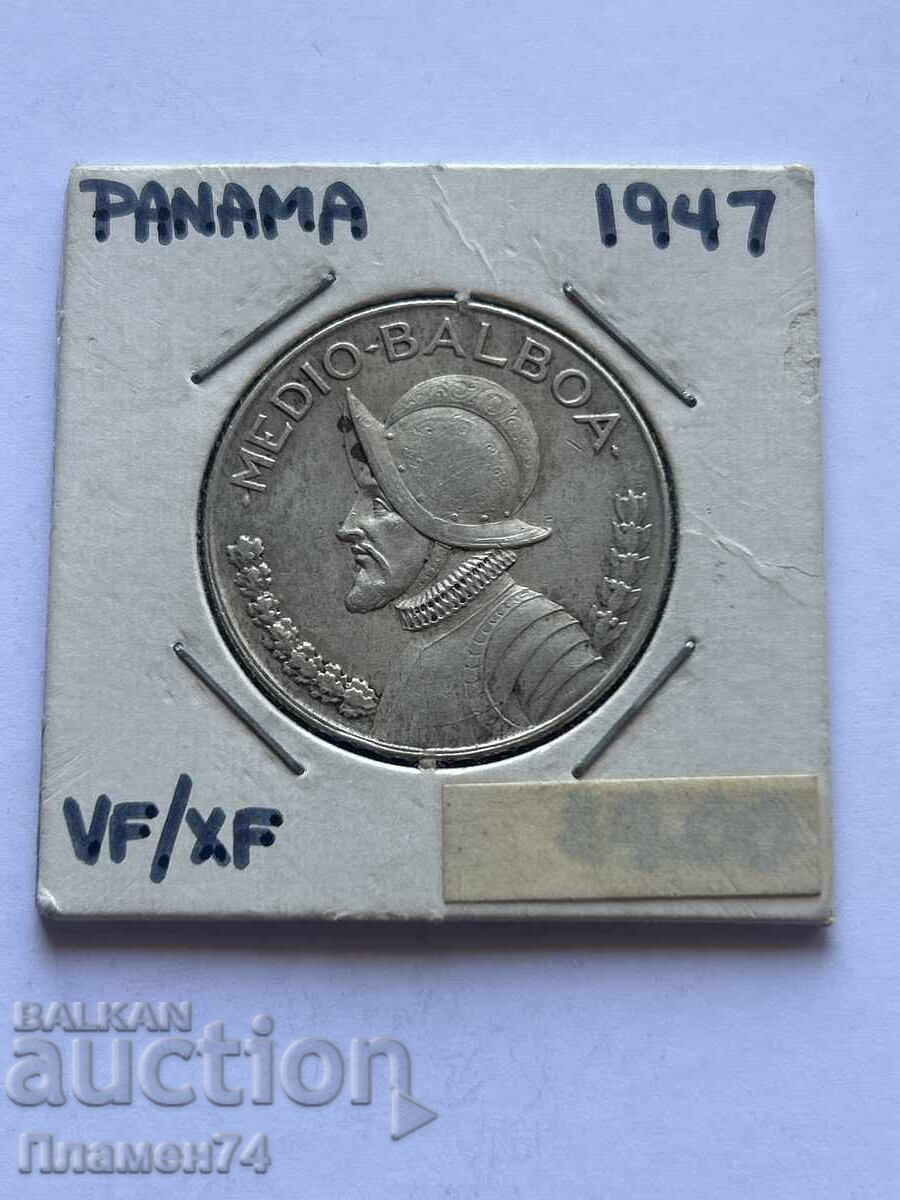 PANAMA 1947
·MEDIO·BALBOA·
VF/XF
BALKAN
auction
Пламен74